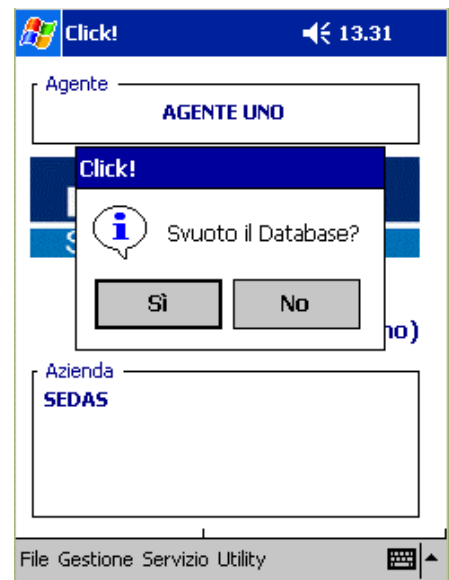 Click! 13.31
Agente
AGENTE UNO
Click!
Svuoto il Database?
Sì No
no)
Azienda
SEDAS
File Gestione Servizio Utility